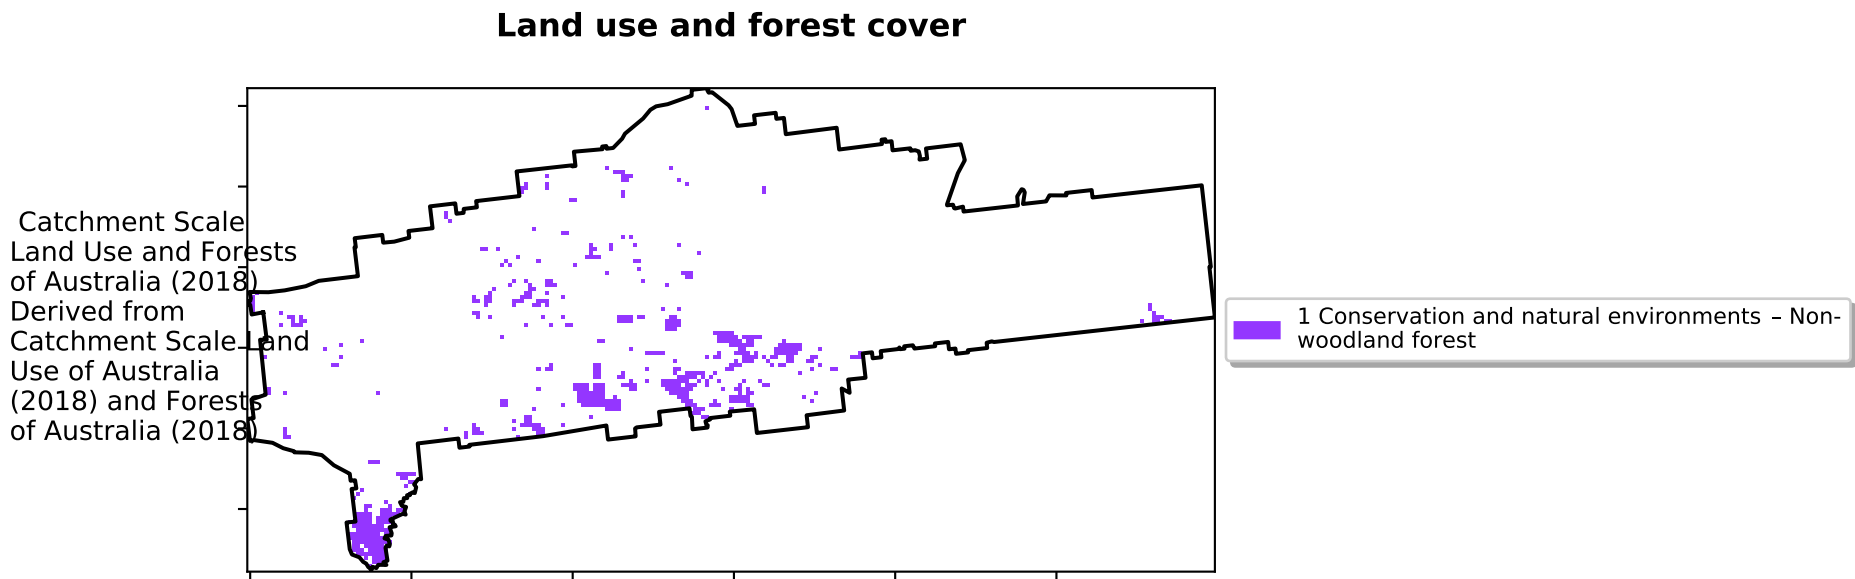 Land use and forest cover
Catchment Scale
Land Use and Forests
of Australia (2018)
Derived from
Catchment Scale Land
Use of Australia
(2018) and Forests
of Australia (2018)
1 Conservation and natural environments – Non-
woodland forest